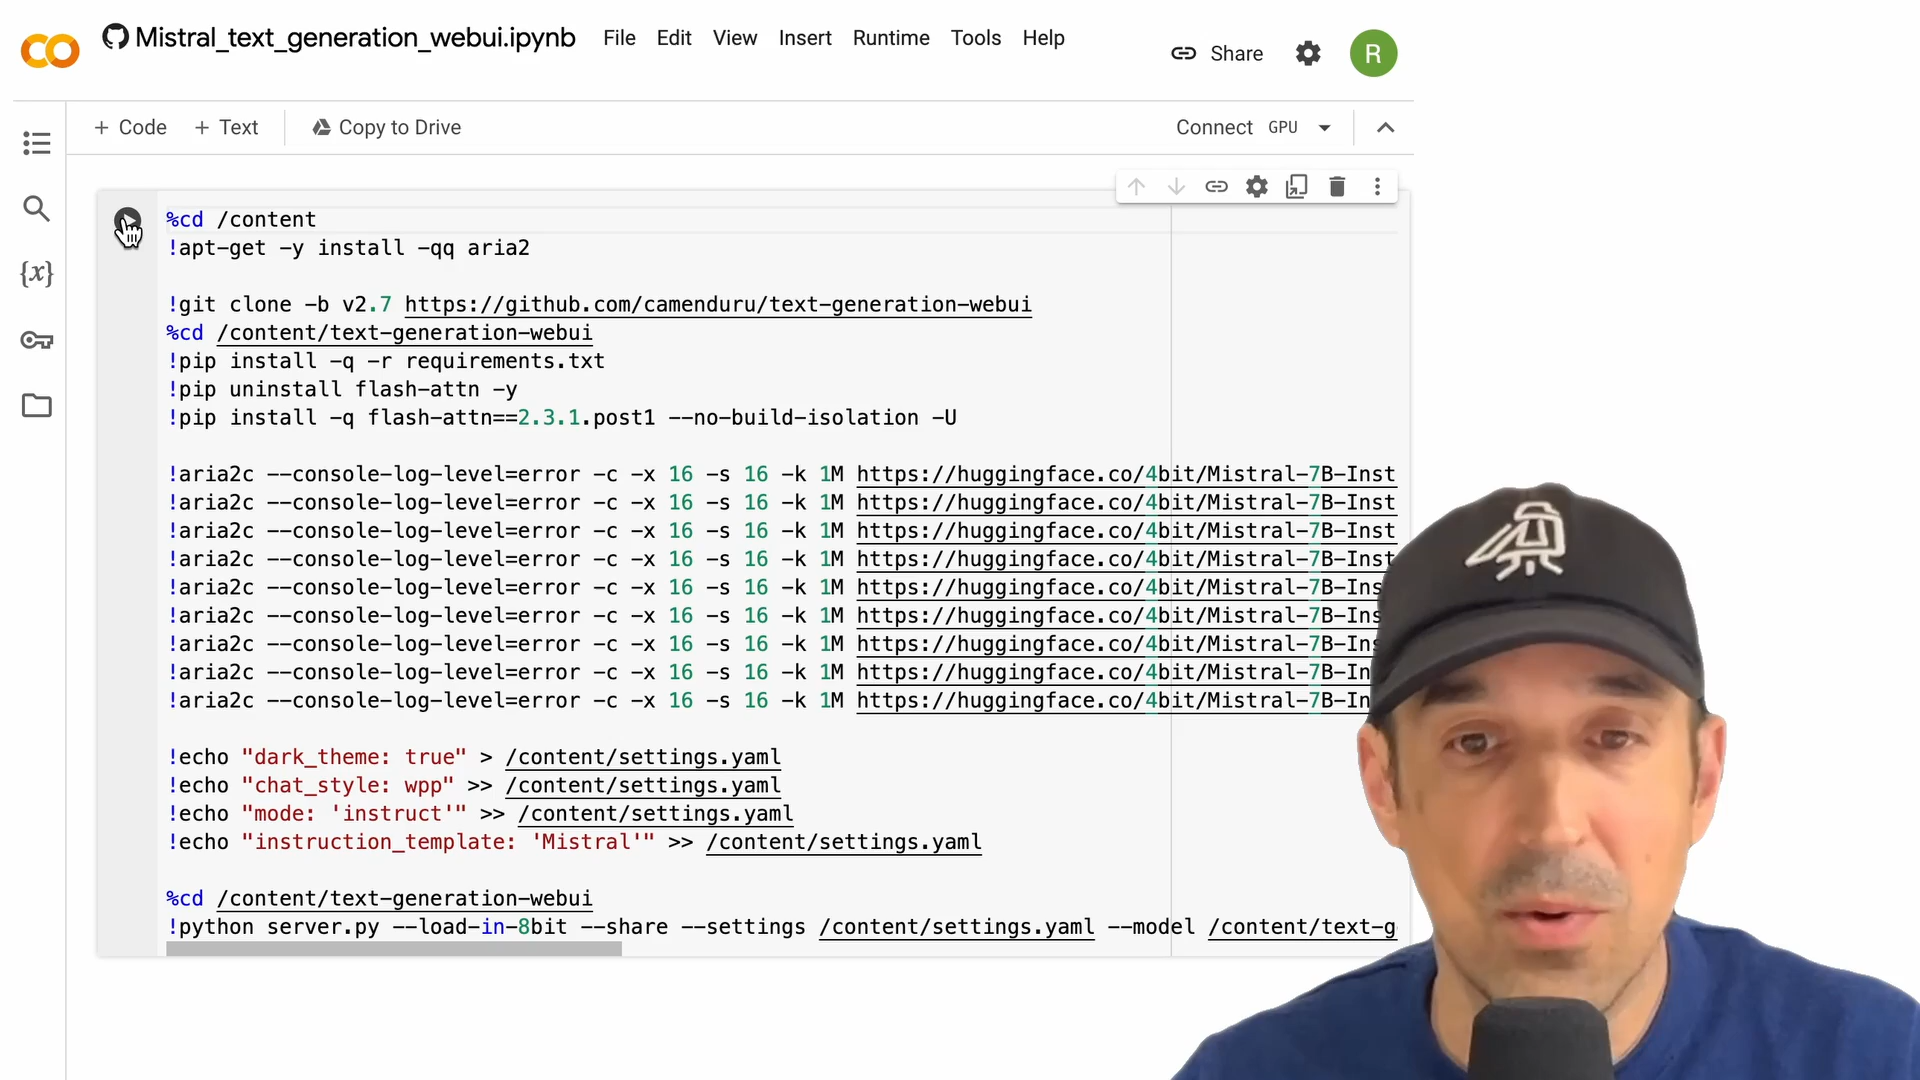 Mistral_text_generation_webui.ipynb File Edit View Insert Runtime Tools Help
Share
R
+ Code + Text Copy to Drive
Connect GPU
{x}
%cd /content
!apt-get -y install -qq aria2
!git clone -b v2.7 https://github.com/camenduru/text-generation-webui
%cd /content/text-generation-webui
!pip install -q -r requirements.txt
!pip uninstall flash-attn -y
!pip install -q flash-attn==2.3.1.post1 --no-build-isolation -U
!aria2c --console-log-level=error -c -x 16 -s 16 -k 1M https://huggingface.co/4bit/Mistral-7B-Inst
!aria2c --console-log-level=error -c -x 16 -s 16 -k 1M https://huggingface.co/4bit/Mistral-7B-Inst
!aria2c --console-log-level=error -c -x 16 -s 16 -k 1M https://huggingface.co/4bit/Mistral-7B-Inst
!aria2c --console-log-level=error -c -x 16 -s 16 -k 1M https://huggingface.co/4bit/Mistral-7B-Inst
!aria2c --console-log-level=error -c -x 16 -s 16 -k 1M https://huggingface.co/4bit/Mistral-7B-Ins
!aria2c --console-log-level=error -c -x 16 -s 16 -k 1M https://huggingface.co/4bit/Mistral-7B-Ins
!aria2c --console-log-level=error -c -x 16 -s 16 -k 1M https://huggingface.co/4bit/Mistral-7B-Ins
!aria2c --console-log-level=error -c -x 16 -s 16 -k 1M https://huggingface.co/4bit/Mistral-7B-In
!aria2c --console-log-level=error -c -x 16 -s 16 -k 1M https://huggingface.co/4bit/Mistral-7B-In
!echo "dark_theme: true" > /content/settings.yaml
!echo "chat_style: wpp" >> /content/settings.yaml
!echo "mode: 'instruct'" >> /content/settings.yaml
!echo "instruction_template: 'Mistral'" >> /content/settings.yaml
%cd /content/text-generation-webui
!python server.py --load-in-8bit --share --settings /content/settings.yaml --model /content/text-g